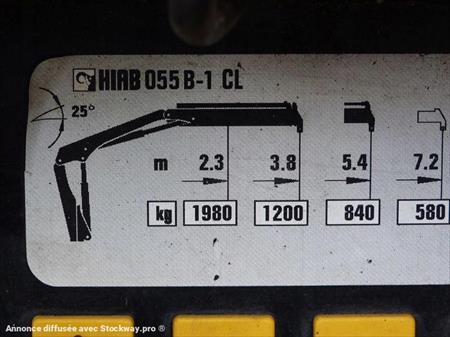 HIAB 055 B-1 CL
25°
m 2.3 3.8 5.4 7.2
kg 1980 1200 840 580
Annonce diffusée avec Stockway.pro ®